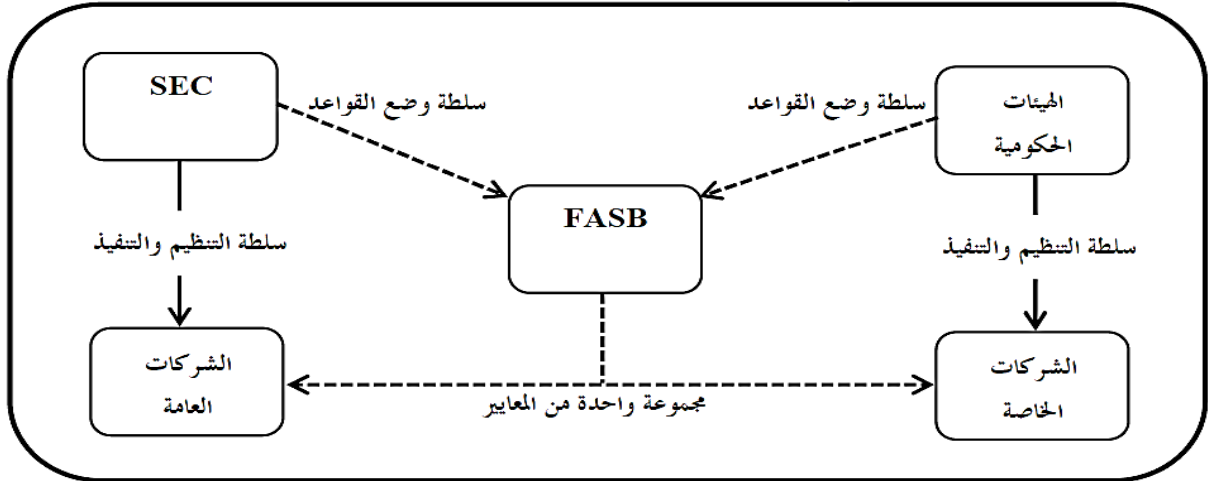 الهيئات
الحكومية
SEC
سلطة وضع القواعد
سلطة وضع القواعد
FASB
سلطة التنظيم والتنفيذ
سلطة التنظيم والتنفيذ
الشركات
الخاصة
الشركات
العامة
مجموعة واحدة من المعايير